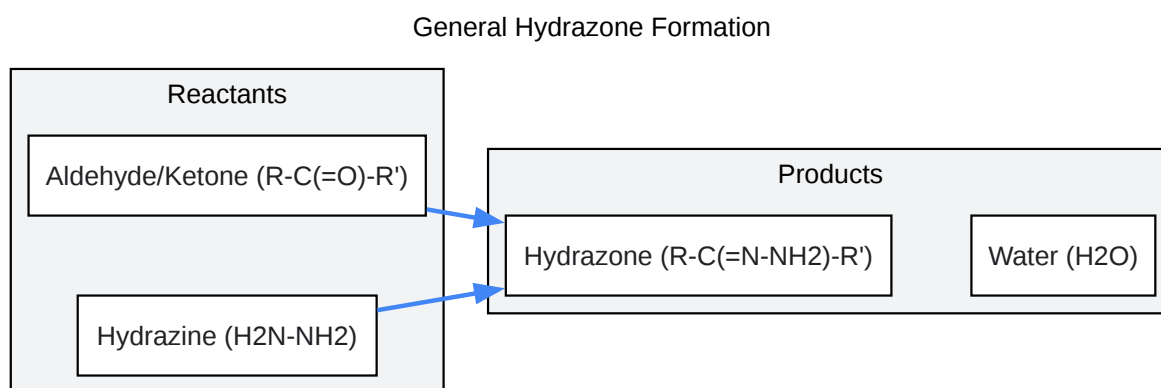 General Hydrazone Formation
Reactants
Aldehyde/Ketone (R-C(=O)-R')
Hydrazine (H2N-NH2)
Products
Hydrazone (R-C(=N-NH2)-R')
Water (H2O)